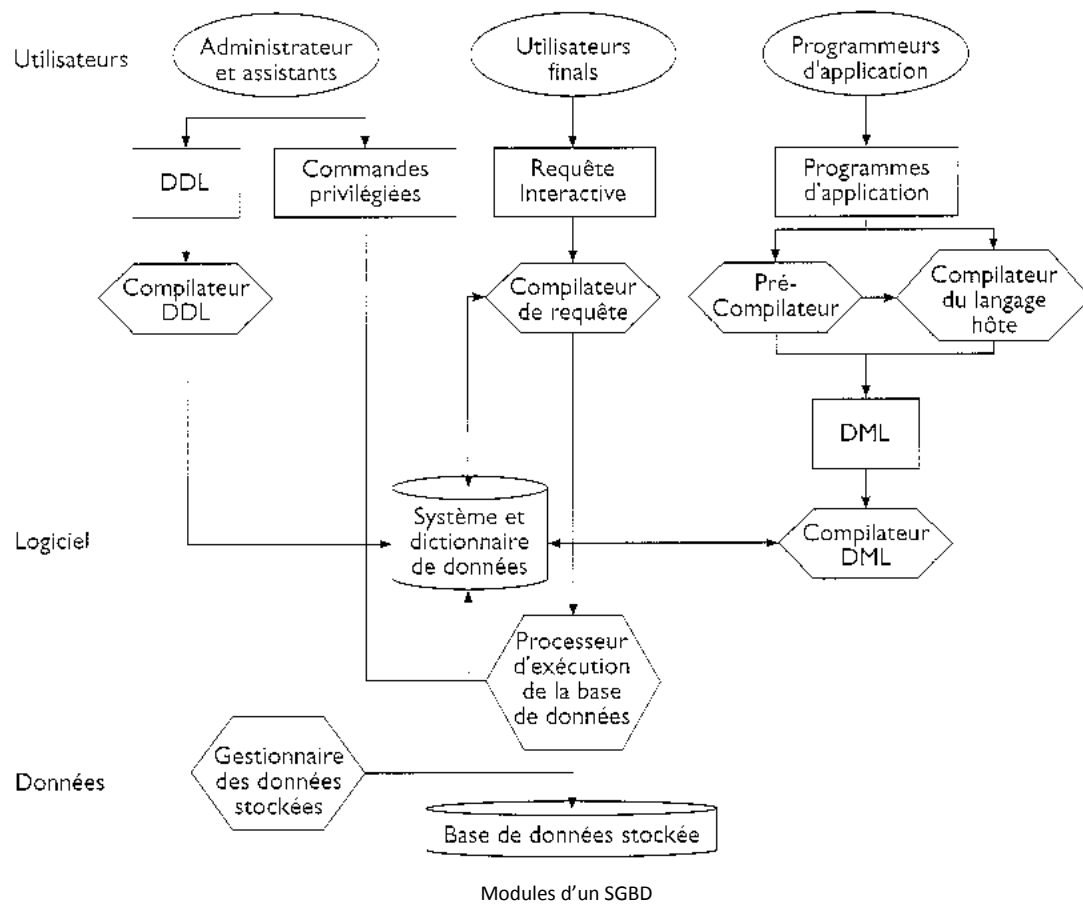 Utilisateurs
Administrateur
et assistants
Utilisateurs
finals
Programmeurs
d'application
DDL
Commandes
privilégiées
Requête
Interactive
Programmes
d'application
Compilateur
DDL
Compilateur
de requête
Pré-
Compilateur
Compilateur
du langage
hôte
DML
Logiciel
Système et
dictionnaire
de données
Compilateur
DML
Processeur
d'exécution
de la base
de données
Données
Gestionnaire
des données
stockées
Base de données stockée
Modules d'un SGBD